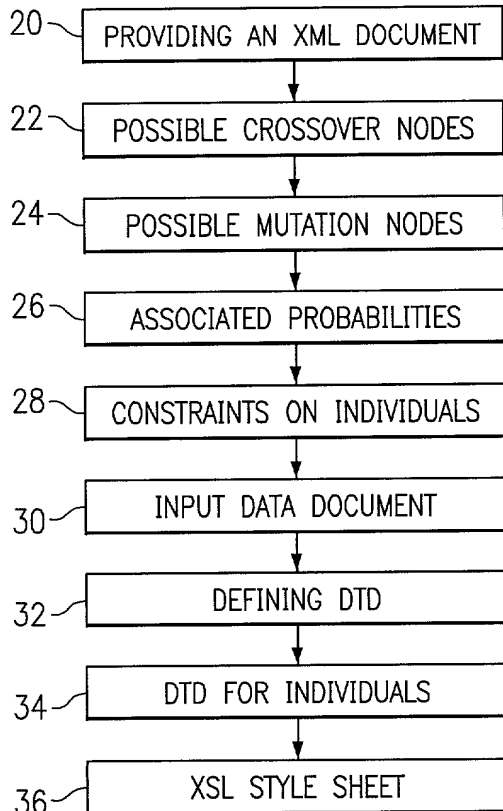 20 PROVIDING AN XML DOCUMENT
22 POSSIBLE CROSSOVER NODES
24 POSSIBLE MUTATION NODES
26 ASSOCIATED PROBABILITIES
28 CONSTRAINTS ON INDIVIDUALS
30 INPUT DATA DOCUMENT
32 DEFINING DTD
34 DTD FOR INDIVIDUALS
36 XSL STYLE SHEET